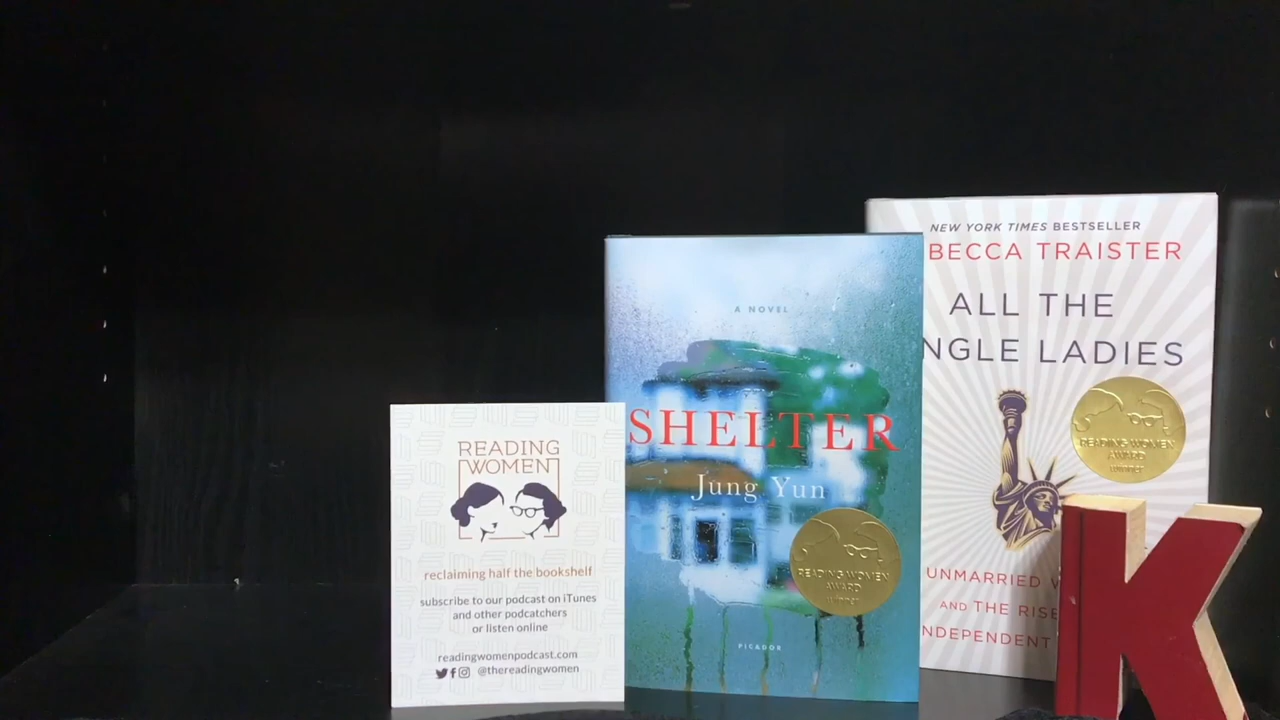 READING
WOMEN
reclaiming half the bookshelf
subscribe to our podcast on iTunes
and other podcatchers
or listen online
readingwomenpodcast.com
@thereadingwomen
A NOVEL
SHELTER
Jung Yun
READING WOMEN
AWARD
winner
PICADOR
NEW YORK TIMES BESTSELLER
BECCA TRAISTER
ALL THE
NGLE LADIES
READING WOMEN
AWARD
winner
UNMARRIED
AND THE RISE
NDEPENDENT
K